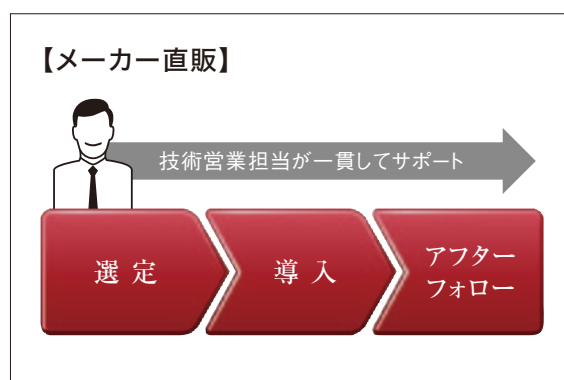 【メーカー直販】
技術営業担当が一貫してサポート
選定
導入
アフター
フォロー